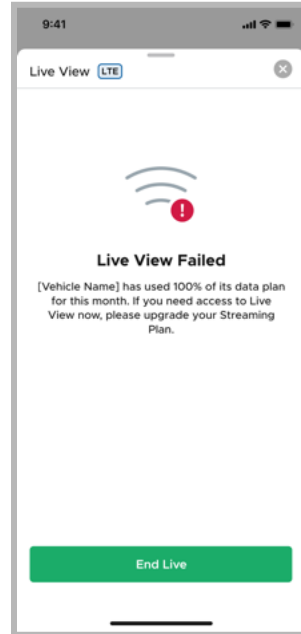 9:41
Live View LTE
!
Live View Failed
[Vehicle Name] has used 100% of its data plan
for this month. If you need access to Live
View now, please upgrade your Streaming
Plan.
End Live